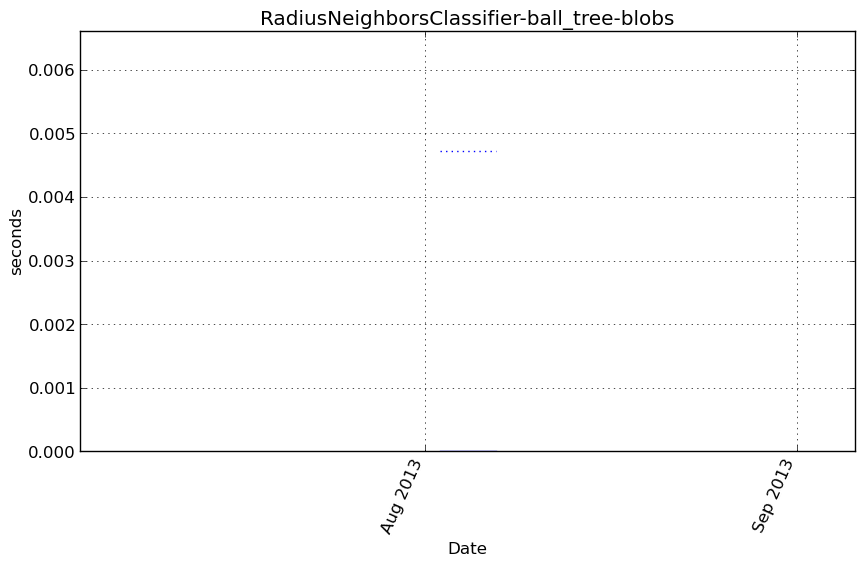 RadiusNeighborsClassifier-ball_tree-blobs
0.006
0.005
0.004
0.003
0.002
0.001
0.000
seconds
Aug 2013
Sep 2013
Date